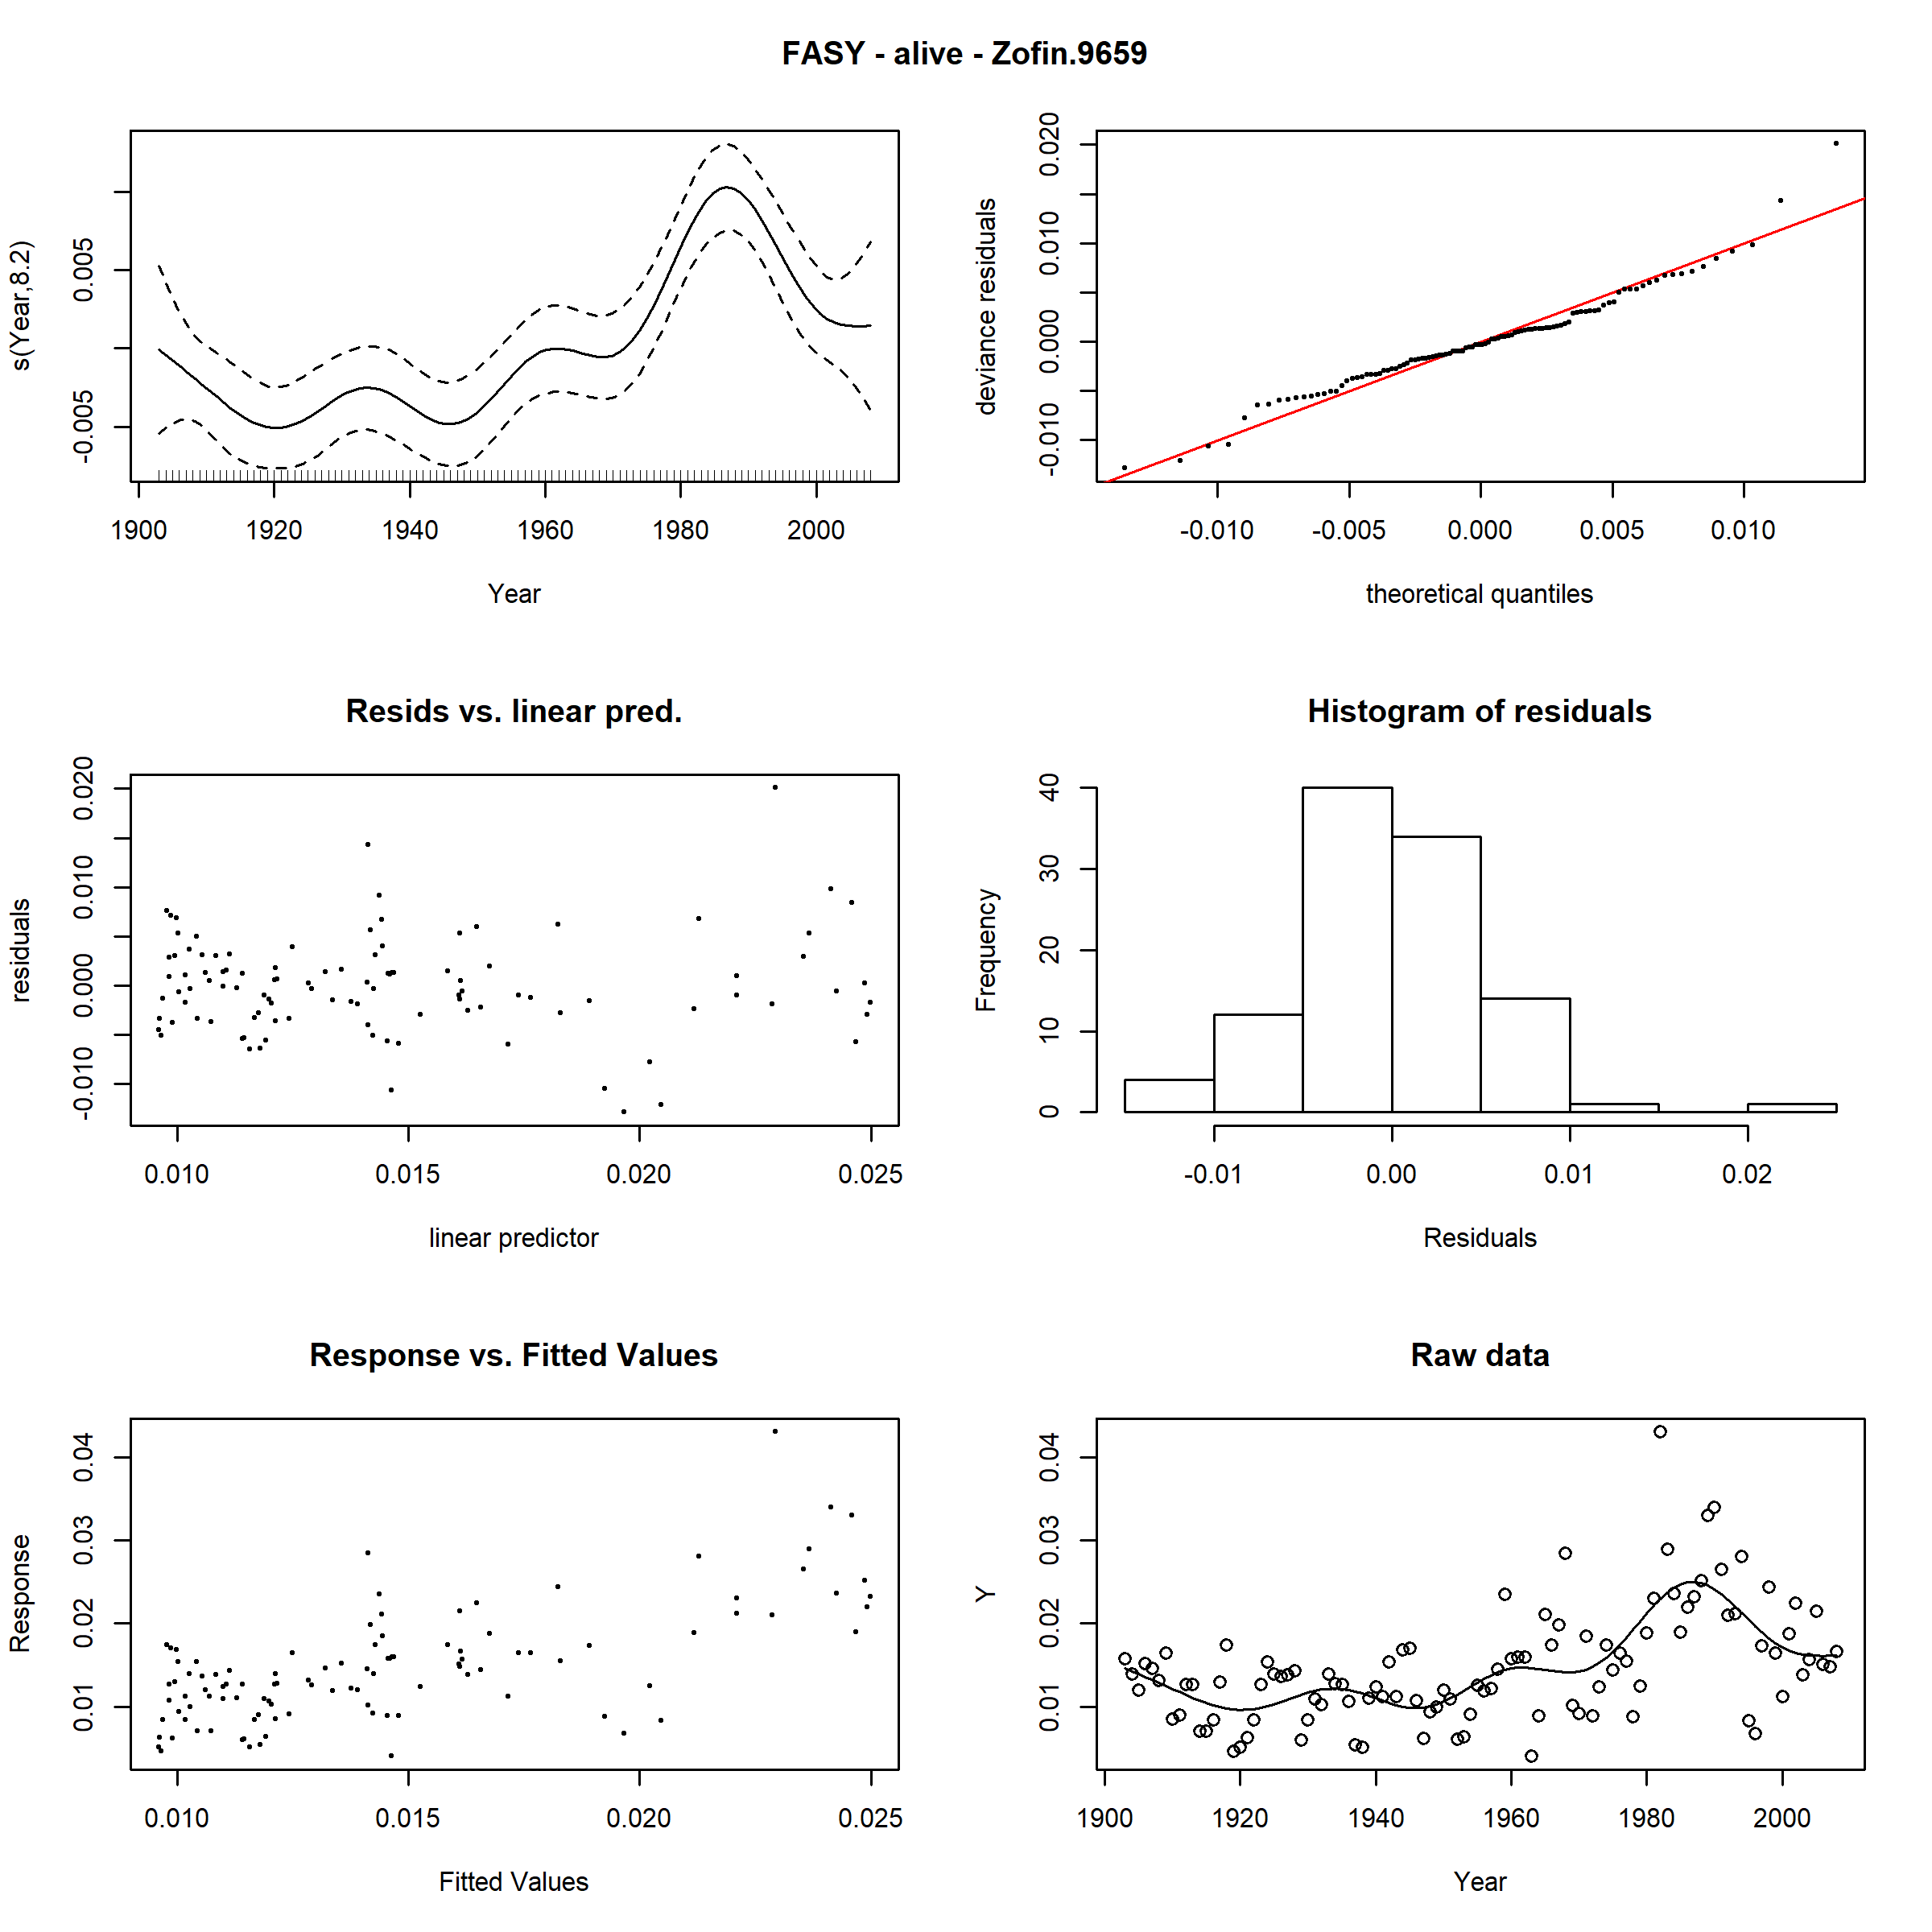 FASY - alive - Zofin.9659
s(Year,8.2)
0.005
-0.005
1900 1920 1940 1960 1980 2000
Year
deviance residuals
0.020
0.010
0.000
-0.010
-0.010 -0.005 0.000 0.005 0.010
theoretical quantiles
Resids vs. linear pred.
residuals
0.020
0.010
0.000
-0.010
0.010 0.015 0.020 0.025
linear predictor
Histogram of residuals
Frequency
40
30
20
10
0
-0.01 0.00 0.01 0.02
Residuals
Response vs. Fitted Values
Response
0.04
0.03
0.02
0.01
0.010 0.015 0.020 0.025
Fitted Values
Raw data
Y
0.04
0.03
0.02
0.01
1900 1920 1940 1960 1980 2000
Year